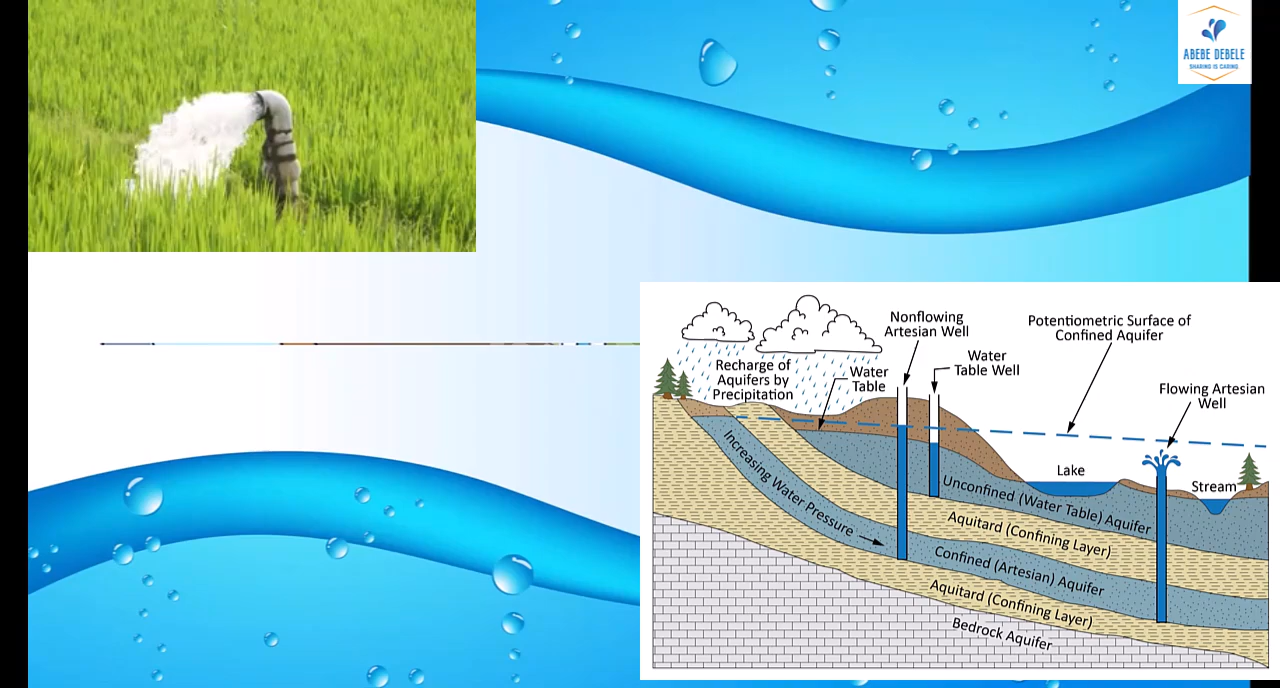 ABEBE DEBELE
SHARING IS CARING
Nonflowing
Artesian Well
Potentiometric Surface of
Confined Aquifer
Water
Table Well
Recharge of
Aquifers by
Precipitation
Water
Table
Flowing Artesian
Well
Lake
Stream
Increasing Water Pressure
Unconfined (Water Table) Aquifer
Aquitard (Confining Layer)
Confined (Artesian) Aquifer
Aquitard (Confining Layer)
Bedrock Aquifer